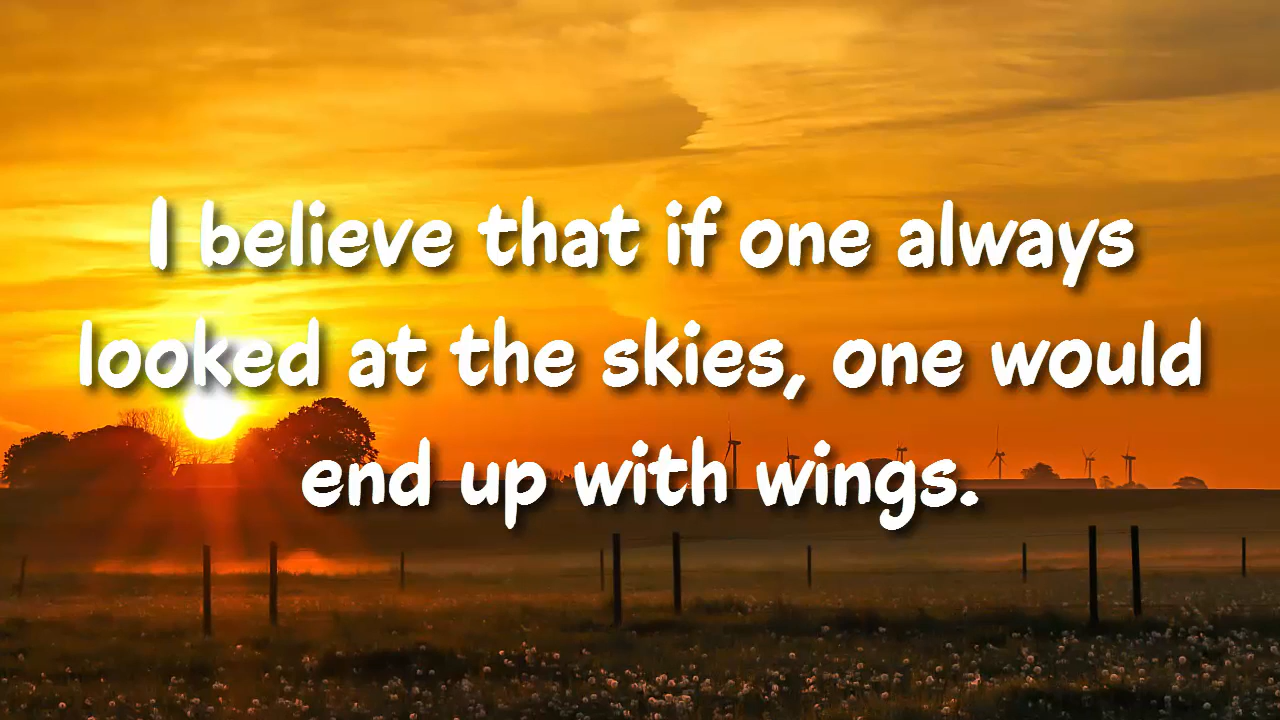 I believe that if one always
looked at the skies, one would
end up with wings.